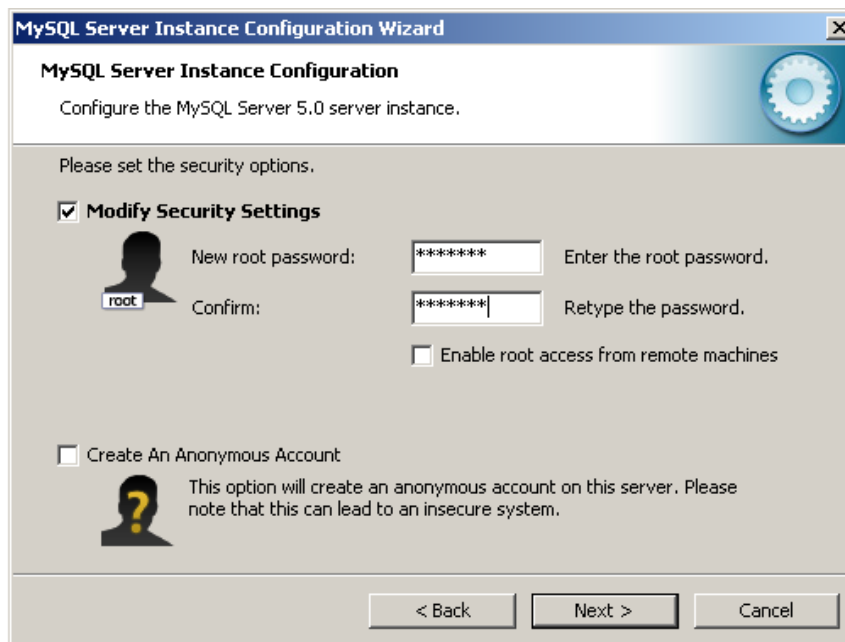 MySQL Server Instance Configuration Wizard
MySQL Server Instance Configuration
Configure the MySQL Server 5.0 server instance.
Please set the security options.
Modify Security Settings
New root password: ******* Enter the root password.
root
Confirm: ******* Retype the password.
Enable root access from remote machines
Create An Anonymous Account
This option will create an anonymous account on this server. Please
note that this can lead to an insecure system.
?
< Back Next > Cancel